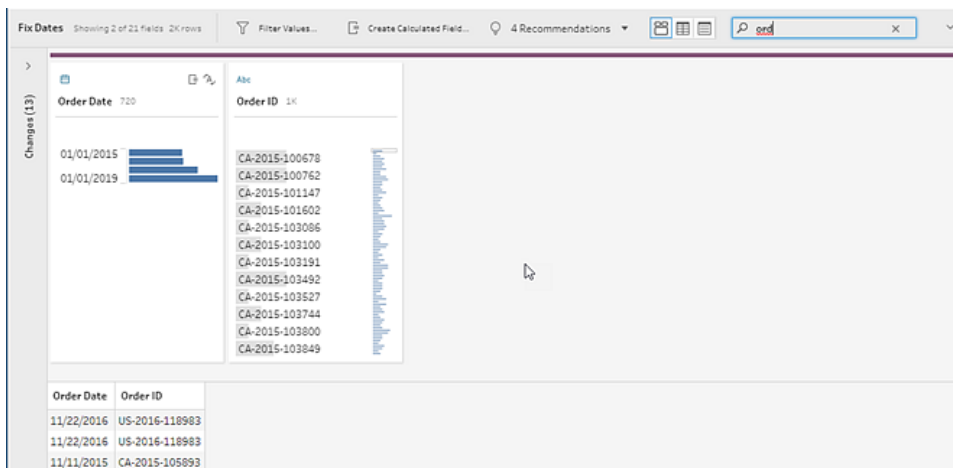 Fix Dates Showing 2 of 21 fields 2K rows Filter Values... Create Calculated Field... 4 Recommendations ord
Changes (13)
Abc
Order Date 720 Order ID 1K
01/01/2015
01/01/2019
CA-2015-100678
CA-2015-100762
CA-2015-101147
CA-2015-101602
CA-2015-103086
CA-2015-103100
CA-2015-103191
CA-2015-103492
CA-2015-103527
CA-2015-103744
CA-2015-103800
CA-2015-103849
Order Date Order ID
11/22/2016 US-2016-118983
11/22/2016 US-2016-118983
11/11/2015 CA-2015-105893